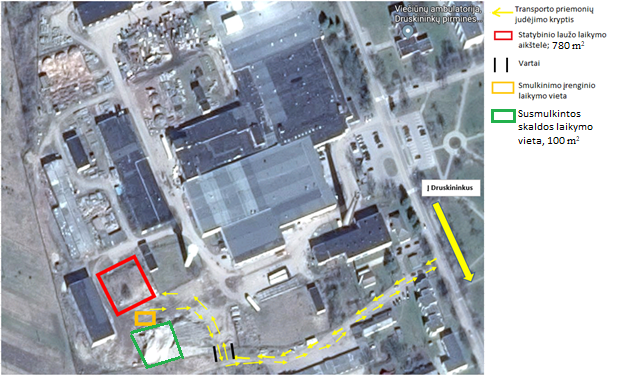 Viečiūnų ambulatorija,
Druskininkų pirminės...
Į Druskininkus
Transporto priemonių
judėjimo kryptis
Statybinio laužo laikymo
aikštelė; 780 m²
Vartai
Smulkinimo įrenginio
laikymo vieta
Susmulkintos
skaldos laikymo
vieta, 100 m²